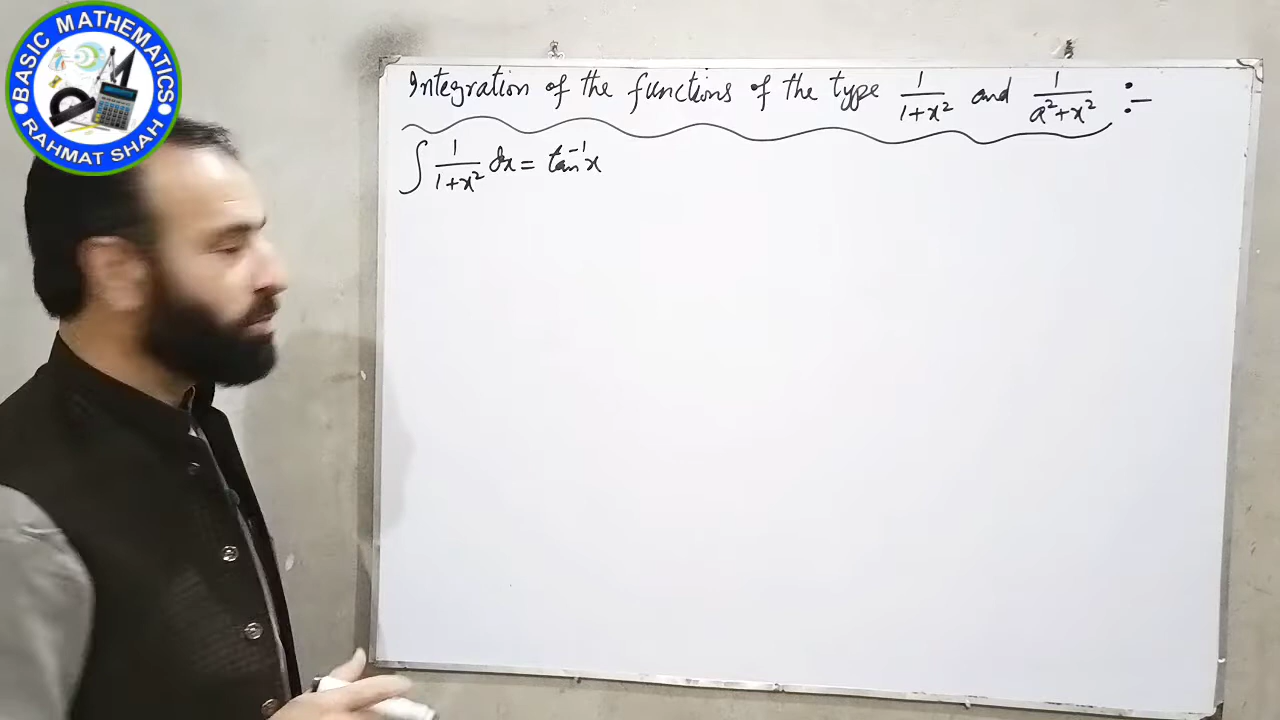 BASIC MATHEMATICS
RAHMAT SHAH
Integration of the functions of the type 1/(1+x²) and 1/(a²+x²) :-
∫ 1/(1+x²) dx = tan⁻¹x